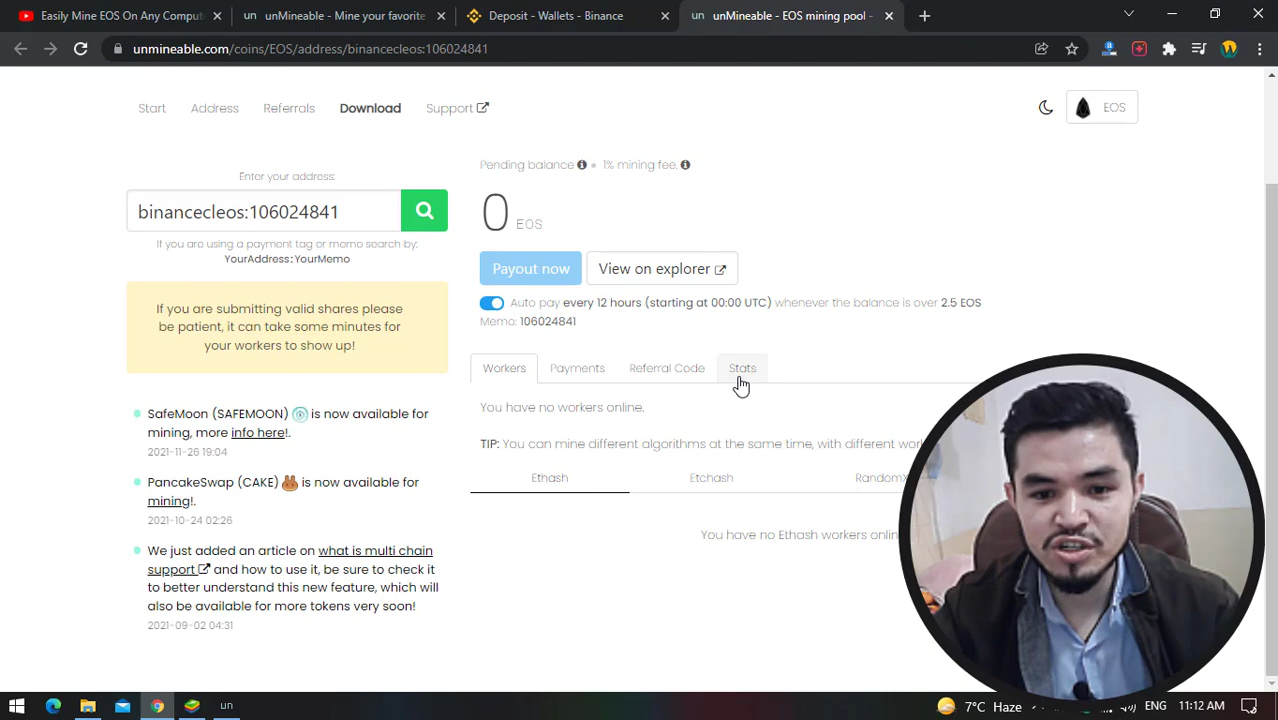 Easily Mine EOS On Any Comput
unMineable - Mine your favorite
Deposit - Wallets - Binance
unMineable - EOS mining pool -
unmineable.com/coins/EOS/address/binancecleos:106024841
Start
Address
Referrals
Download
Support
EOS
Enter your address:
binancecleos:106024841
If you are using a payment tag or memo search by:
YourAddress:YourMemo
If you are submitting valid shares please
be patient, it can take some minutes for
your workers to show up!
SafeMoon (SAFEMOON) is now available for
mining, more info here!.
2021-11-26 19:04
PancakeSwap (CAKE) is now available for
mining!.
2021-10-24 02:26
We just added an article on what is multi chain
support and how to use it, be sure to check it
to better understand this new feature, which will
also be available for more tokens very soon!
2021-09-02 04:31
Pending balance • 1% mining fee.
0 EOS
Payout now
View on explorer
Auto pay every 12 hours (starting at 00:00 UTC) whenever the balance is over 2.5 EOS
Memo: 106024841
Workers
Payments
Referral Code
Stats
You have no workers online.
TIP: You can mine different algorithms at the same time, with different
Ethash
Etchash
RandomX
You have no Ethash workers
un
7°C Haze
ENG
11:12 AM